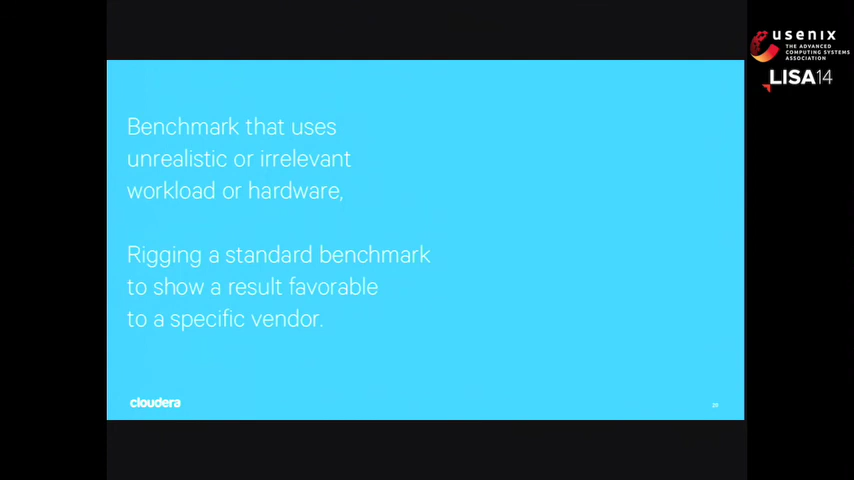 usenix
THE ADVANCED
COMPUTING SYSTEMS
ASSOCIATION
LISA14
Benchmark that uses
unrealistic or irrelevant
workload or hardware,
Rigging a standard benchmark
to show a result favorable
to a specific vendor.
cloudera